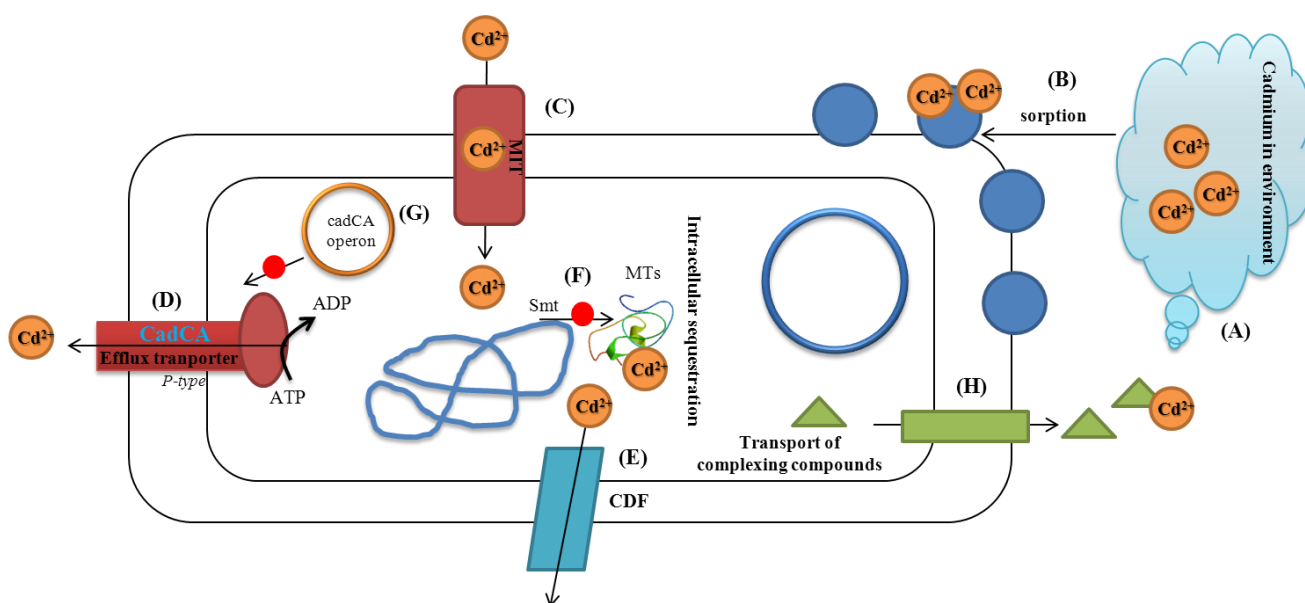 Cd2+
(C)
Cd2+
MIT
Cd2+
Cd2+
Cd2+
(B)
sorption
Cadmium in environment
Cd2+
Cd2+
Cd2+
(A)
cadCA
operon
(G)
(D)
CadCA
Efflux tranporter
P-type
ADP
ATP
Cd2+
(F)
Smt
MTs
Cd2+
Intracellular sequestration
Cd2+
(E)
CDF
(H)
Transport of
complexing compounds
Cd2+